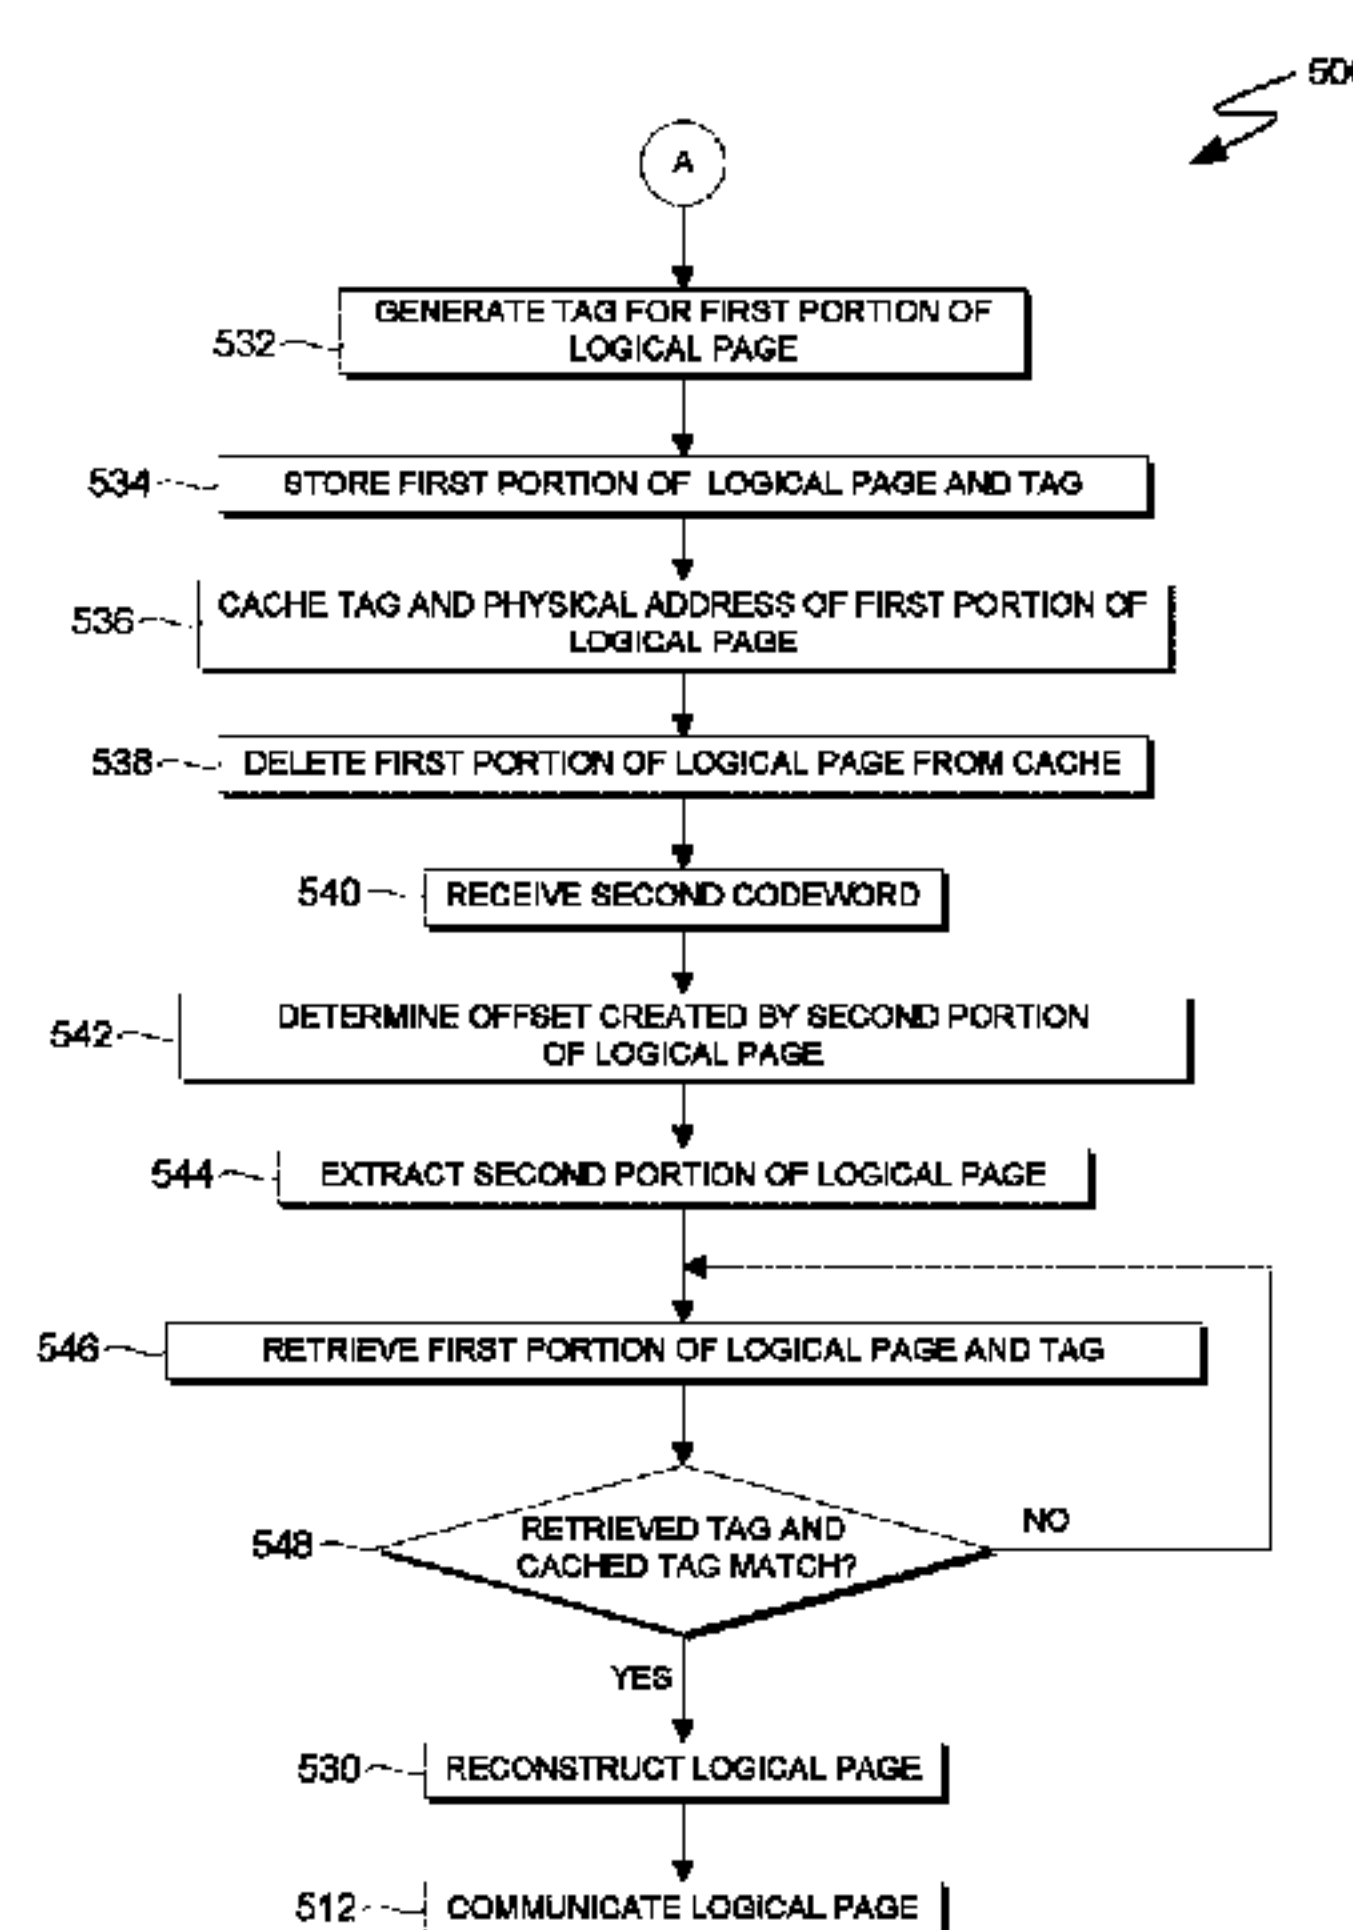 A
GENERATE TAG FOR FIRST PORTION OF
LOGICAL PAGE
532
534
STORE FIRST PORTION OF LOGICAL PAGE AND TAG
536
CACHE TAG AND PHYSICAL ADDRESS OF FIRST PORTION OF
LOGICAL PAGE
538
DELETE FIRST PORTION OF LOGICAL PAGE FROM CACHE
540
RECEIVE SECOND CODEWORD
542
DETERMINE OFFSET CREATED BY SECOND PORTION
OF LOGICAL PAGE
544
EXTRACT SECOND PORTION OF LOGICAL PAGE
546
RETRIEVE FIRST PORTION OF LOGICAL PAGE AND TAG
548
RETRIEVED TAG AND
CACHED TAG MATCH?
NO
YES
530
RECONSTRUCT LOGICAL PAGE
512
COMMUNICATE LOGICAL PAGE